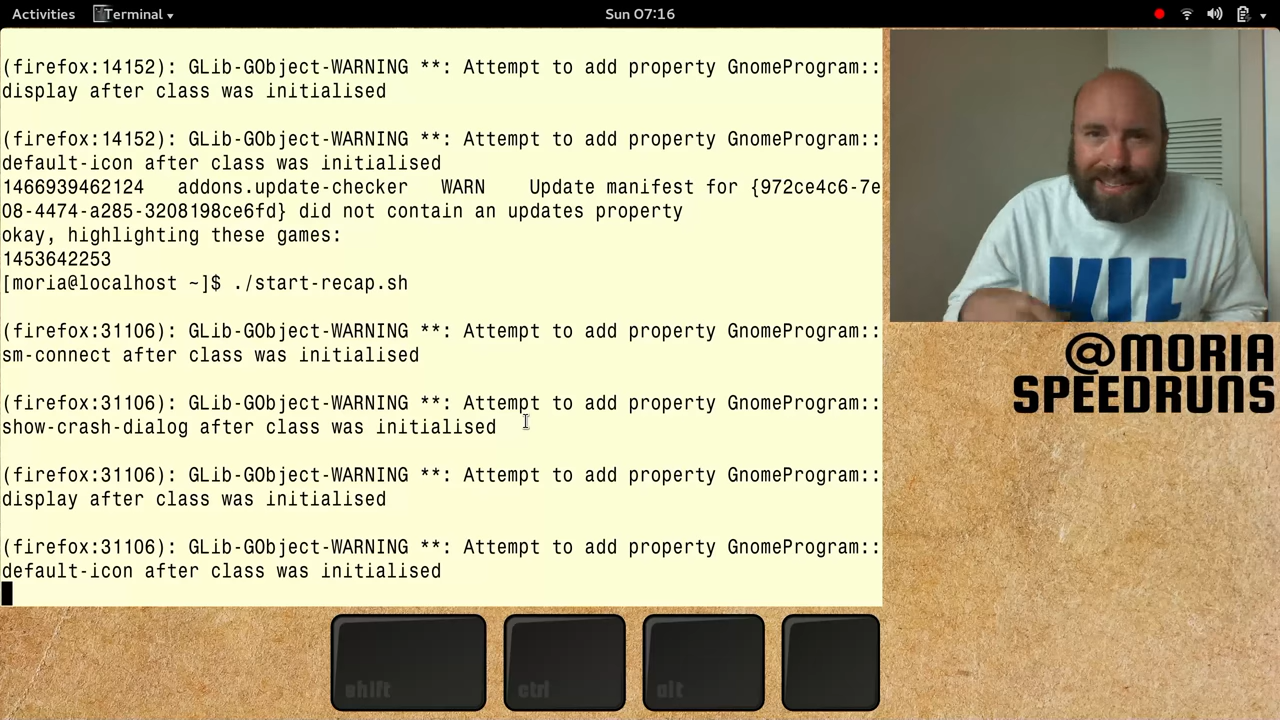 Activities Terminal Sun 07:16
(firefox:14152): GLib-GObject-WARNING **: Attempt to add property GnomeProgram::
display after class was initialised
(firefox:14152): GLib-GObject-WARNING **: Attempt to add property GnomeProgram::
default-icon after class was initialised
1466939462124   addons.update-checker   WARN    Update manifest for {972ce4c6-7e
08-4474-a285-3208198ce6fd} did not contain an updates property
okay, highlighting these games:
1453642253
[moria@localhost ~]$ ./start-recap.sh
(firefox:31106): GLib-GObject-WARNING **: Attempt to add property GnomeProgram::
sm-connect after class was initialised
(firefox:31106): GLib-GObject-WARNING **: Attempt to add property GnomeProgram::
show-crash-dialog after class was initialised
(firefox:31106): GLib-GObject-WARNING **: Attempt to add property GnomeProgram::
display after class was initialised
(firefox:31106): GLib-GObject-WARNING **: Attempt to add property GnomeProgram::
default-icon after class was initialised
@MORIA
SPEEDRUNS
shift ctrl alt